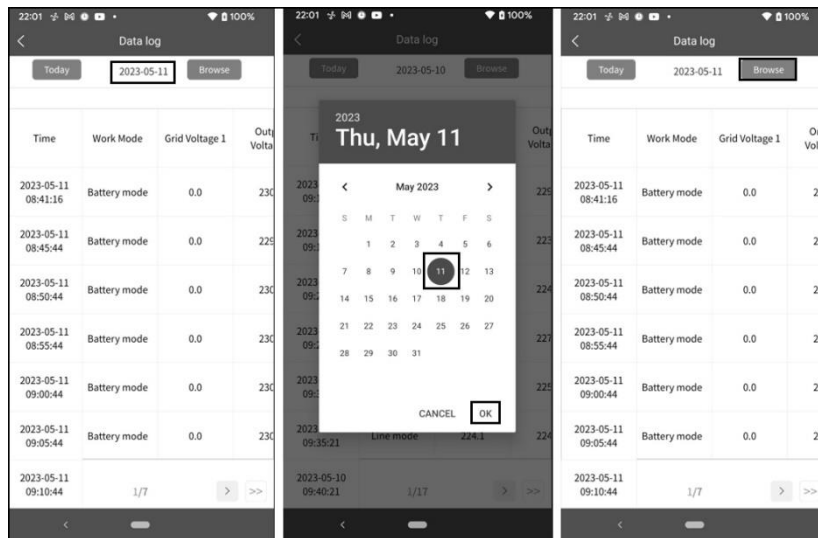 22:01 100%
Data log
Today 2023-05-11 Browse
Time Work Mode Grid Voltage 1
2023-05-11 08:41:16 Battery mode 0.0 230
2023-05-11 08:45:44 Battery mode 0.0 229
2023-05-11 08:50:44 Battery mode 0.0 230
2023-05-11 08:55:44 Battery mode 0.0 230
2023-05-11 09:00:44 Battery mode 0.0 230
2023-05-11 09:05:44 Battery mode 0.0 230
2023-05-11 09:10:44
1/7 > >>
22:01 100%
Data log
Today 2023-05-10 Browse
2023
Thu, May 11
May 2023
S M T W T F S
1 2 3 4 5 6
7 8 9 10 11 12 13
14 15 16 17 18 19 20
21 22 23 24 25 26 27
28 29 30 31
CANCEL OK
09:35:21 Line mode 224.1 224
2023-05-10 09:40:21
1/17 > >>
22:01 100%
Data log
Today 2023-05-11 Browse
Time Work Mode Grid Voltage 1
2023-05-11 08:41:16 Battery mode 0.0 2
2023-05-11 08:45:44 Battery mode 0.0 2
2023-05-11 08:50:44 Battery mode 0.0 2
2023-05-11 08:55:44 Battery mode 0.0 2
2023-05-11 09:00:44 Battery mode 0.0 2
2023-05-11 09:05:44 Battery mode 0.0 2
2023-05-11 09:10:44
1/7 > >>